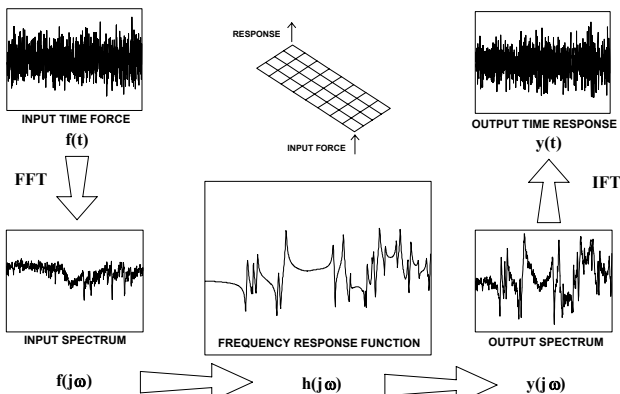 RESPONSE
INPUT FORCE
INPUT TIME FORCE
f(t)
FFT
OUTPUT TIME RESPONSE
y(t)
IFT
INPUT SPECTRUM
FREQUENCY RESPONSE FUNCTION
OUTPUT SPECTRUM
f(jω)
h(jω)
y(jω)